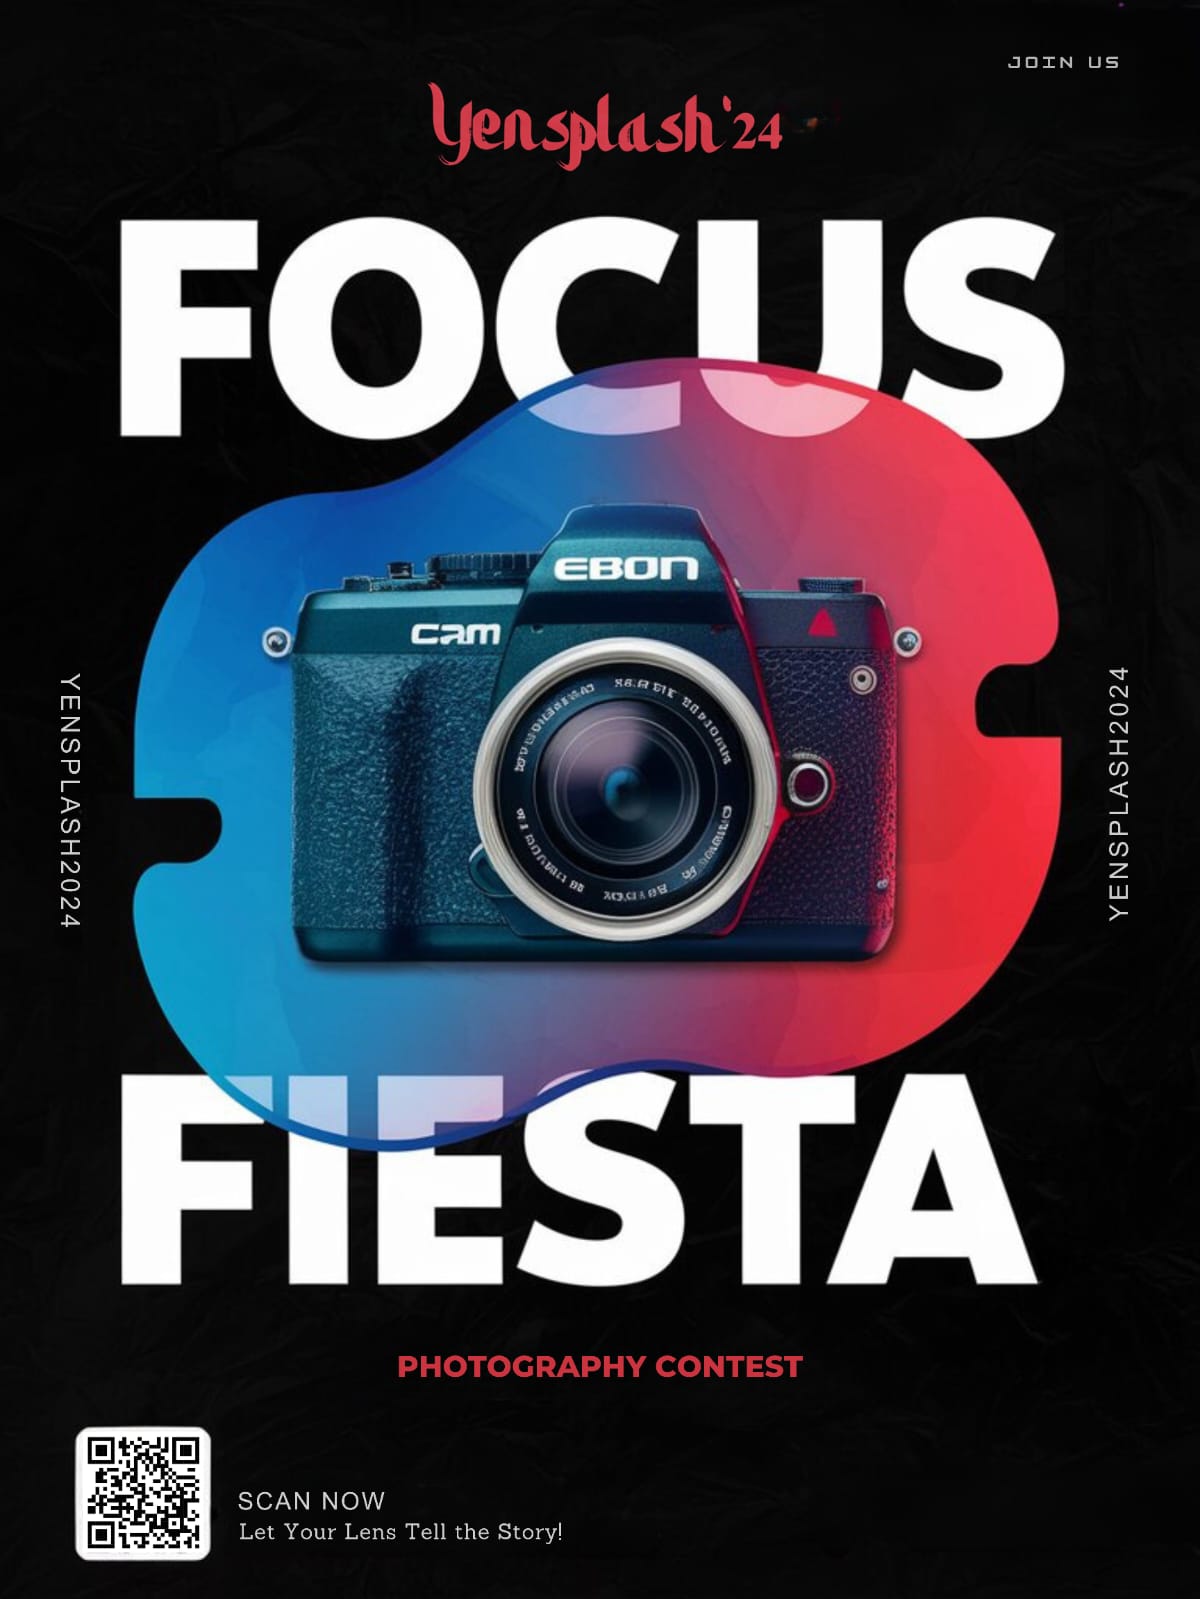 JOIN US
Yensplash'24
FOCUS
EBON
cam
YENSPLASH2024
YENSPLASH2024
FIESTA
PHOTOGRAPHY CONTEST
SCAN NOW
Let Your Lens Tell the Story!